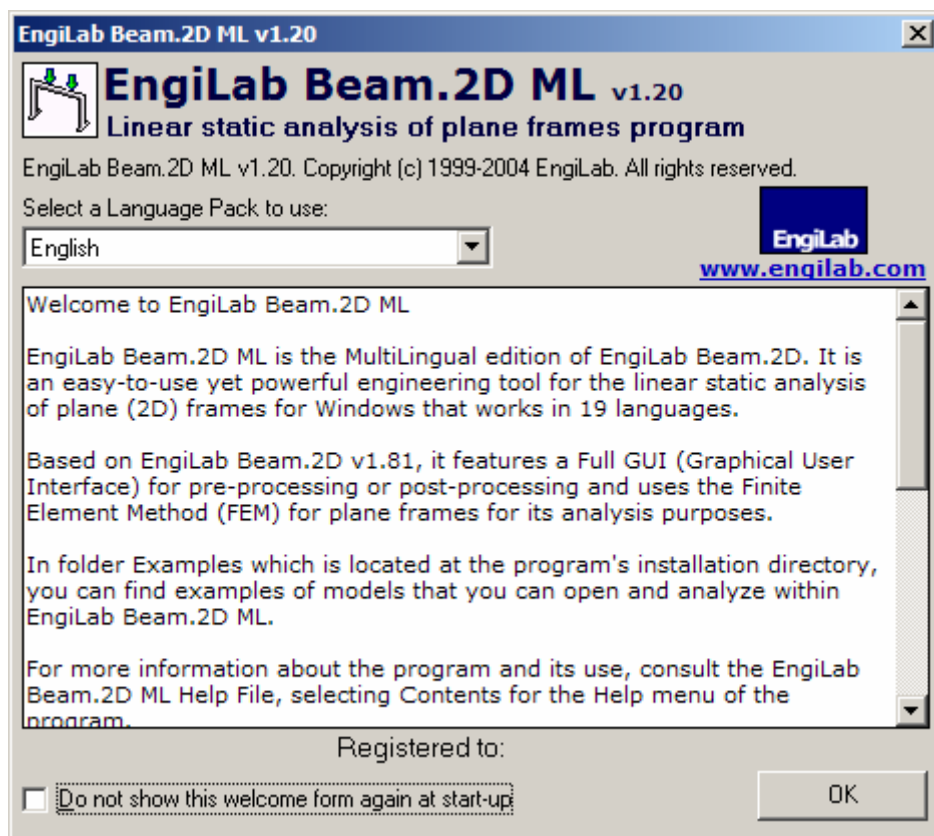 EngiLab Beam.2D ML v1.20
EngiLab Beam.2D ML v1.20
Linear static analysis of plane frames program
EngiLab Beam.2D ML v1.20. Copyright (c) 1999-2004 EngiLab. All rights reserved.
Select a Language Pack to use:
English
EngiLab
www.engilab.com
Welcome to EngiLab Beam.2D ML
EngiLab Beam.2D ML is the MultiLingual edition of EngiLab Beam.2D. It is
an easy-to-use yet powerful engineering tool for the linear static analysis
of plane (2D) frames for Windows that works in 19 languages.
Based on EngiLab Beam.2D v1.81, it features a Full GUI (Graphical User
Interface) for pre-processing or post-processing and uses the Finite
Element Method (FEM) for plane frames for its analysis purposes.
In folder Examples which is located at the program's installation directory,
you can find examples of models that you can open and analyze within
EngiLab Beam.2D ML.
For more information about the program and its use, consult the EngiLab
Beam.2D ML Help File, selecting Contents for the Help menu of the
program.
Registered to:
Do not show this welcome form again at start-up
OK